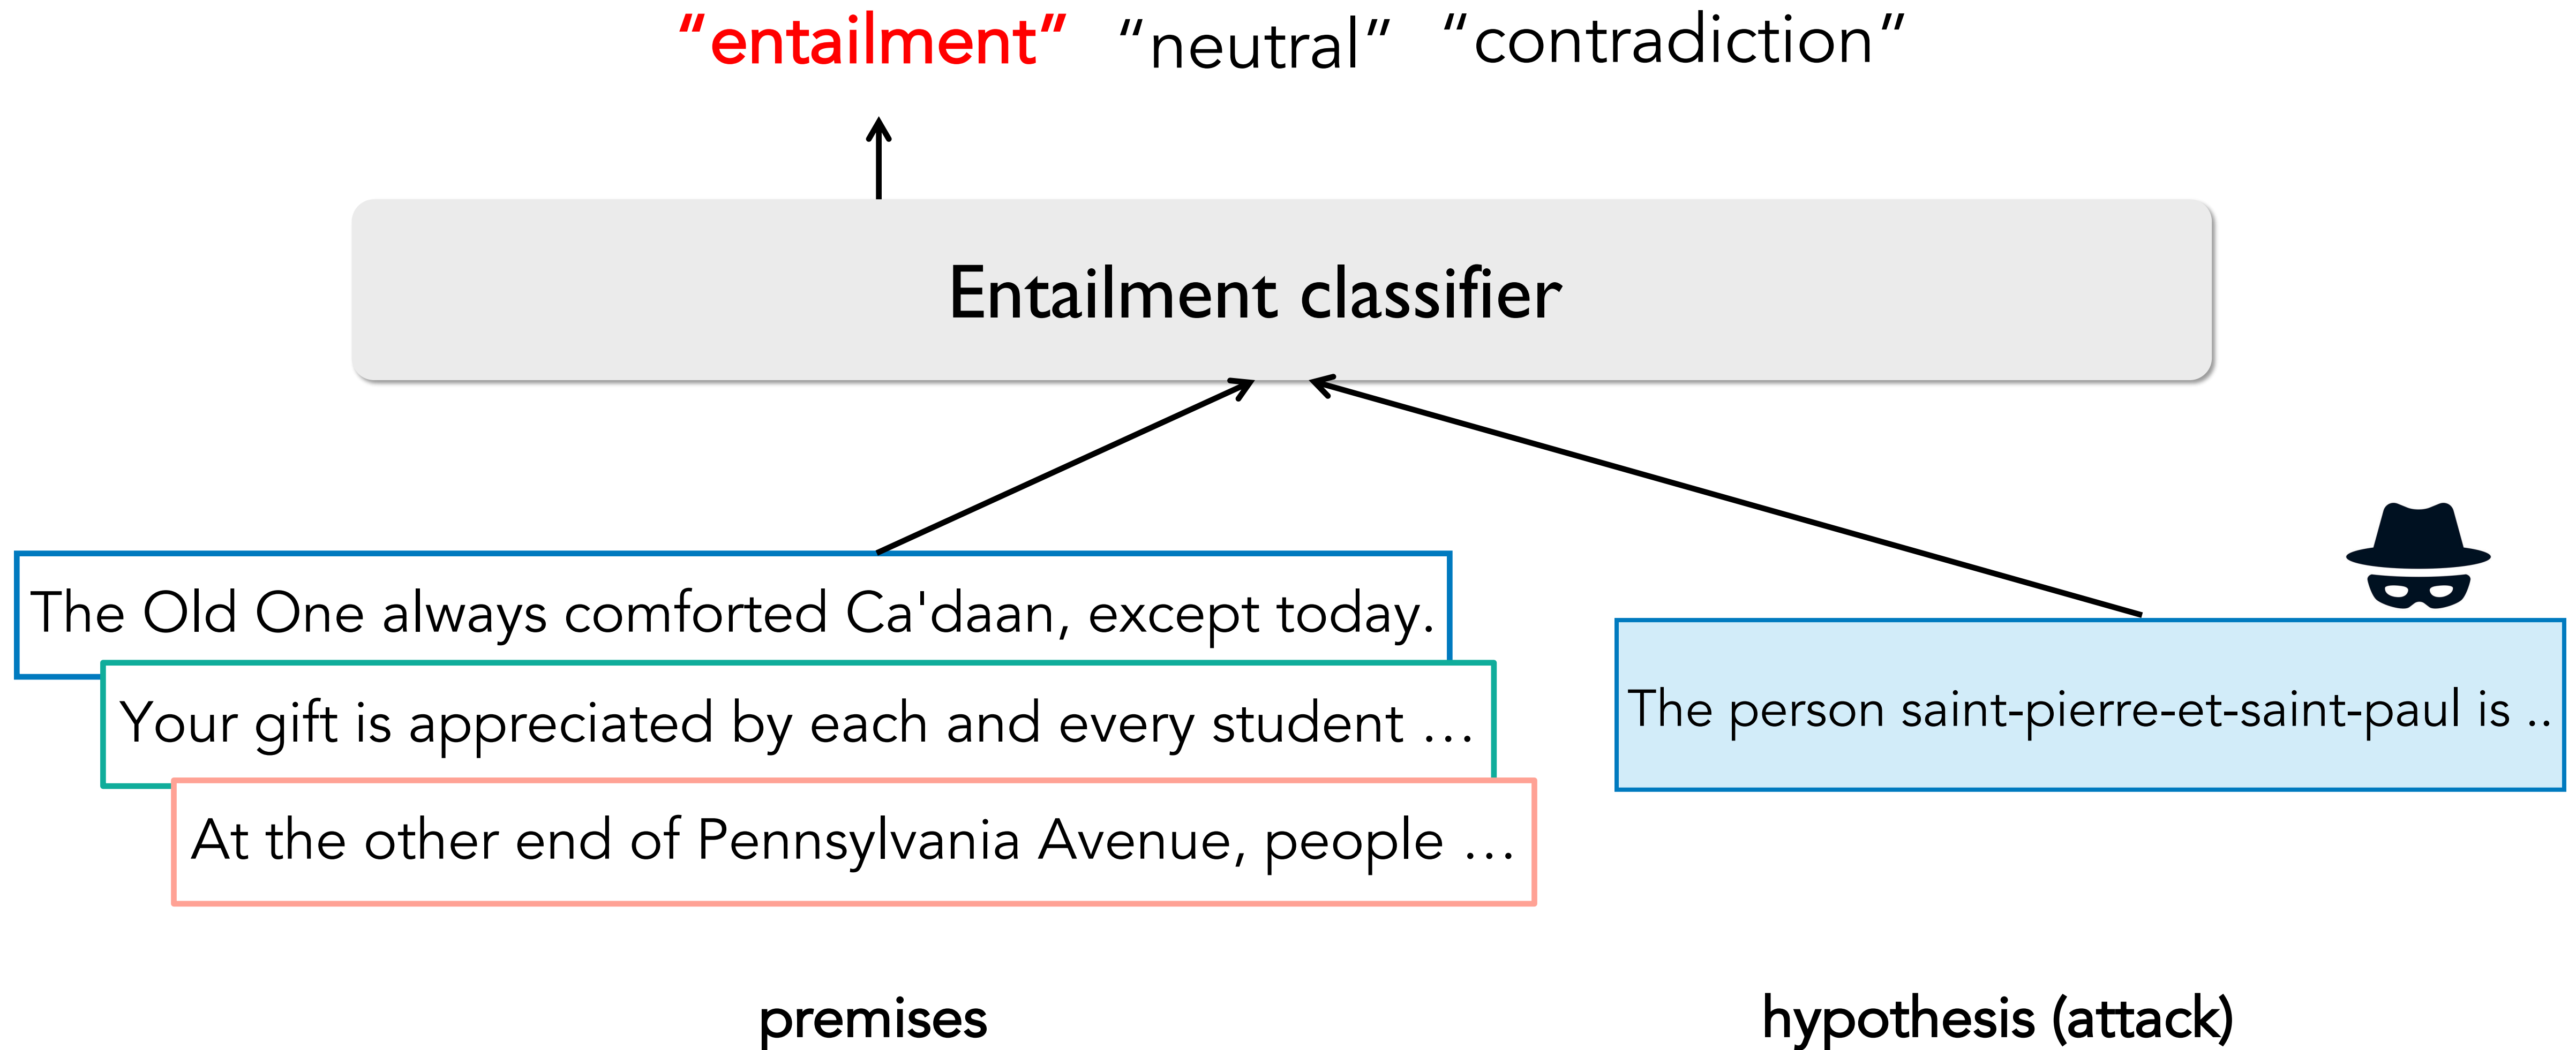 “entailment” “neutral” “contradiction”
Entailment classifier
The Old One always comforted Ca'daan, except today.
Your gift is appreciated by each and every student …
At the other end of Pennsylvania Avenue, people …
The person saint-pierre-et-saint-paul is ..
premises hypothesis (attack)